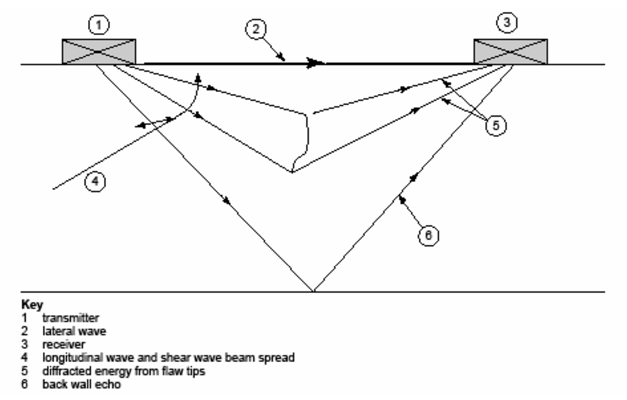 1
2
3
4
5
6
Key
1 transmitter
2 lateral wave
3 receiver
4 longitudinal wave and shear wave beam spread
5 diffracted energy from flaw tips
6 back wall echo